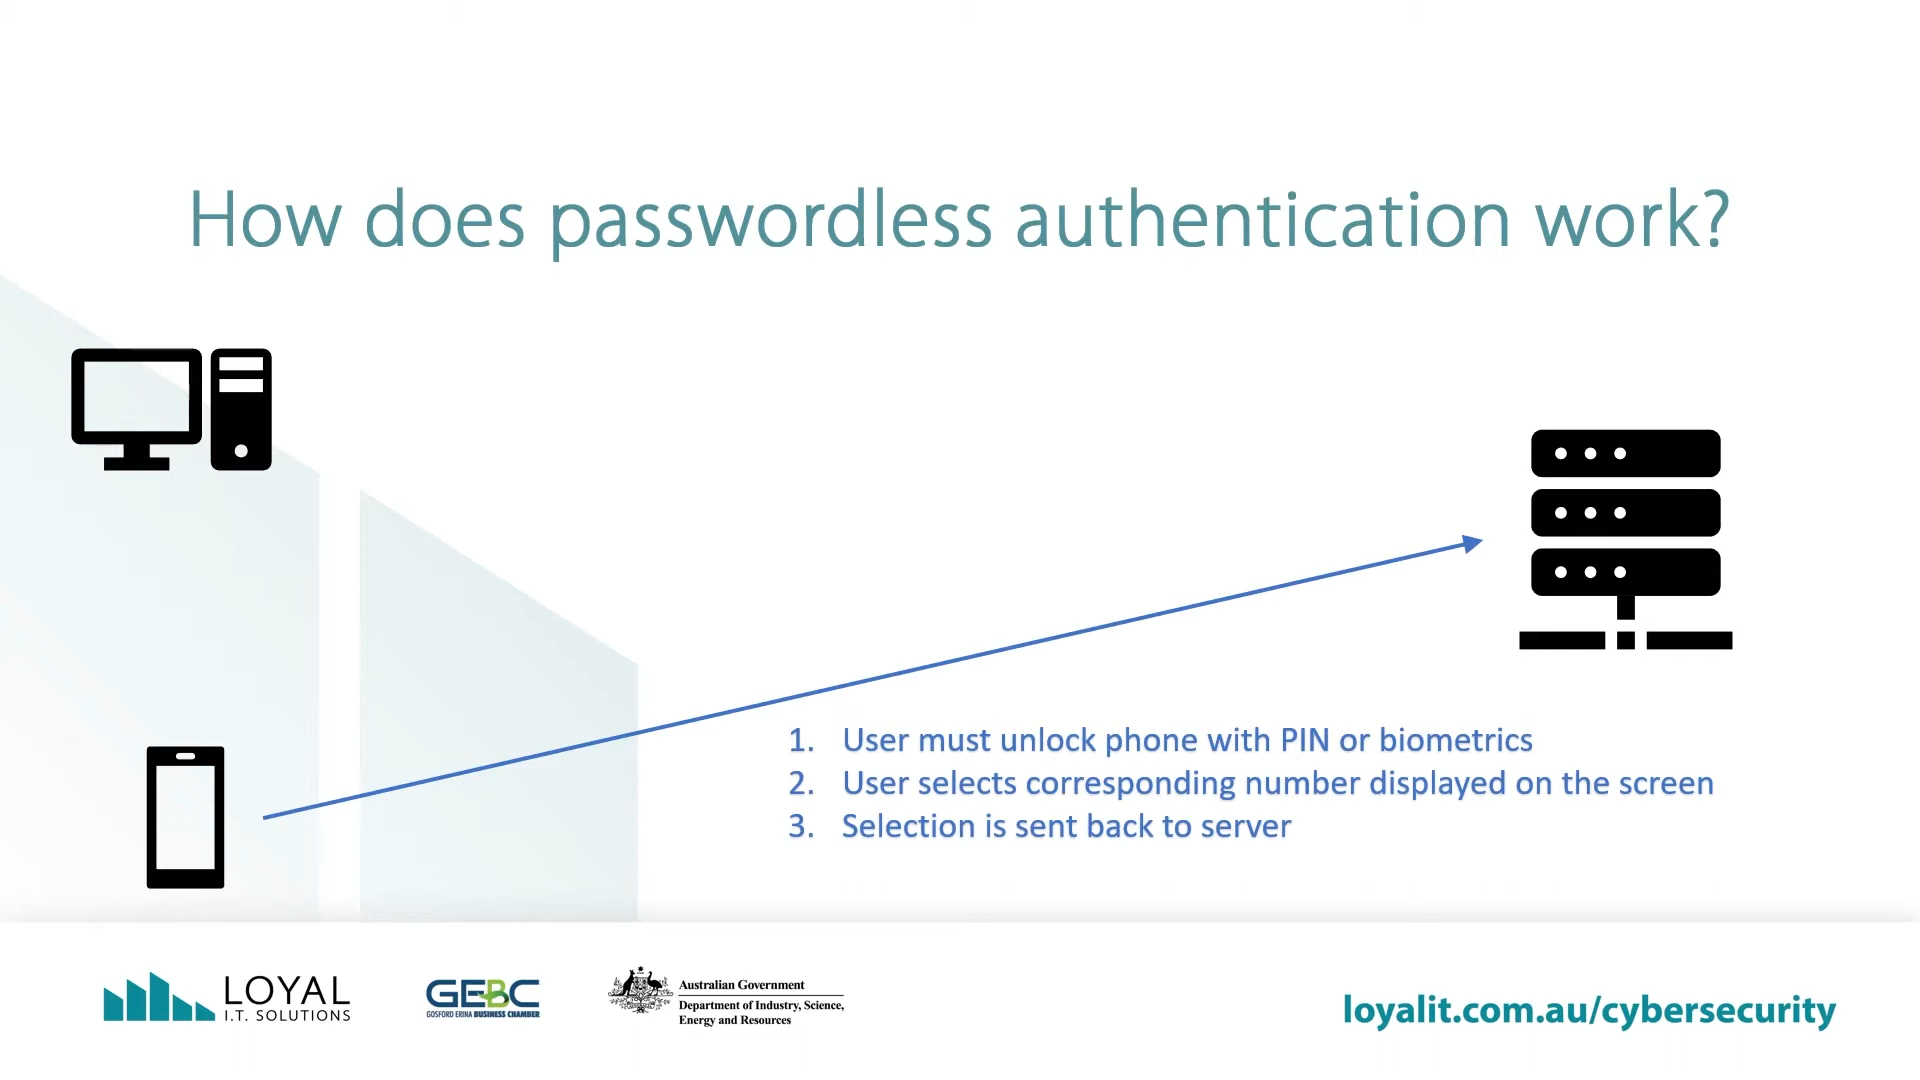 How does passwordless authentication work?
1. User must unlock phone with PIN or biometrics
2. User selects corresponding number displayed on the screen
3. Selection is sent back to server
LOYAL
I.T. SOLUTIONS
GEBC
GOSFORD ERINA BUSINESS CHAMBER
Australian Government
Department of Industry, Science,
Energy and Resources
loyalit.com.au/cybersecurity